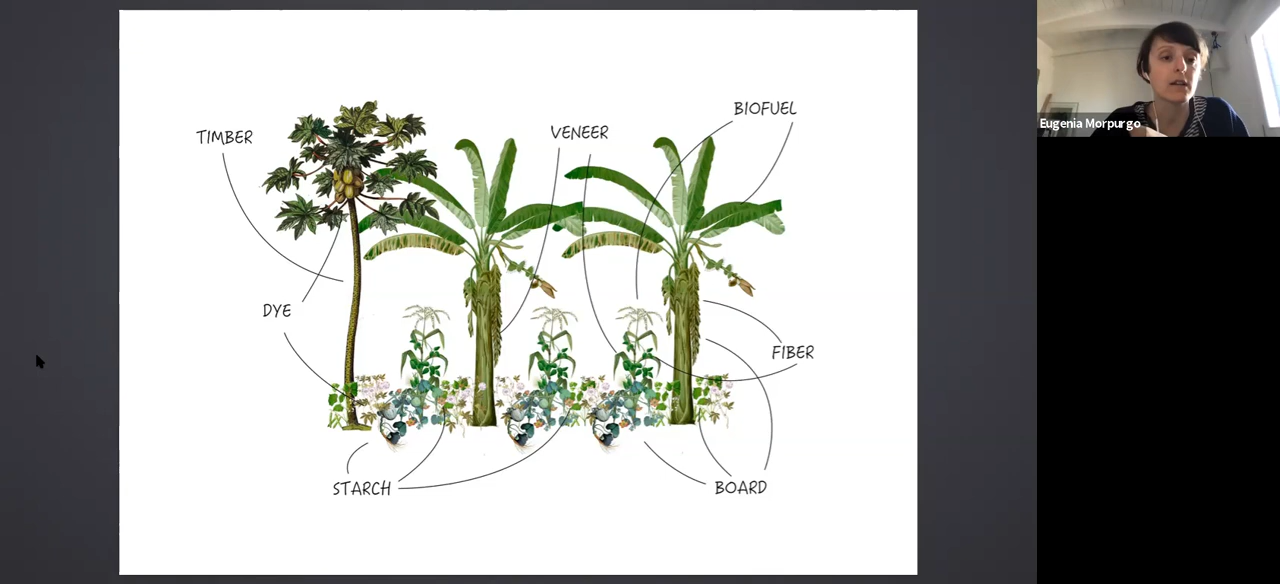 BIOFUEL
VENEER
TIMBER
Eugenia Morpurgo
DYE
FIBER
STARCH
BOARD